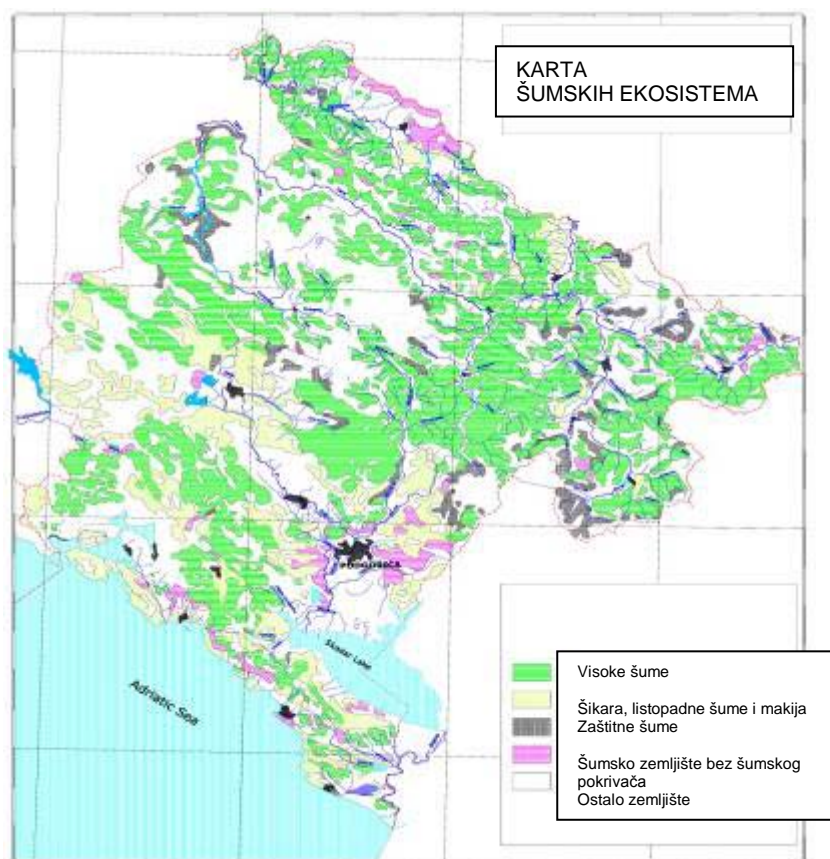 KARTA
ŠUMSKIH EKOSISTEMA
PODGORICA
Skadar Lake
Adriatic Sea
Visoke šume
Šikara, listopadne šume i makija
Zaštitne šume
Šumsko zemljište bez šumskog
pokrivača
Ostalo zemljište